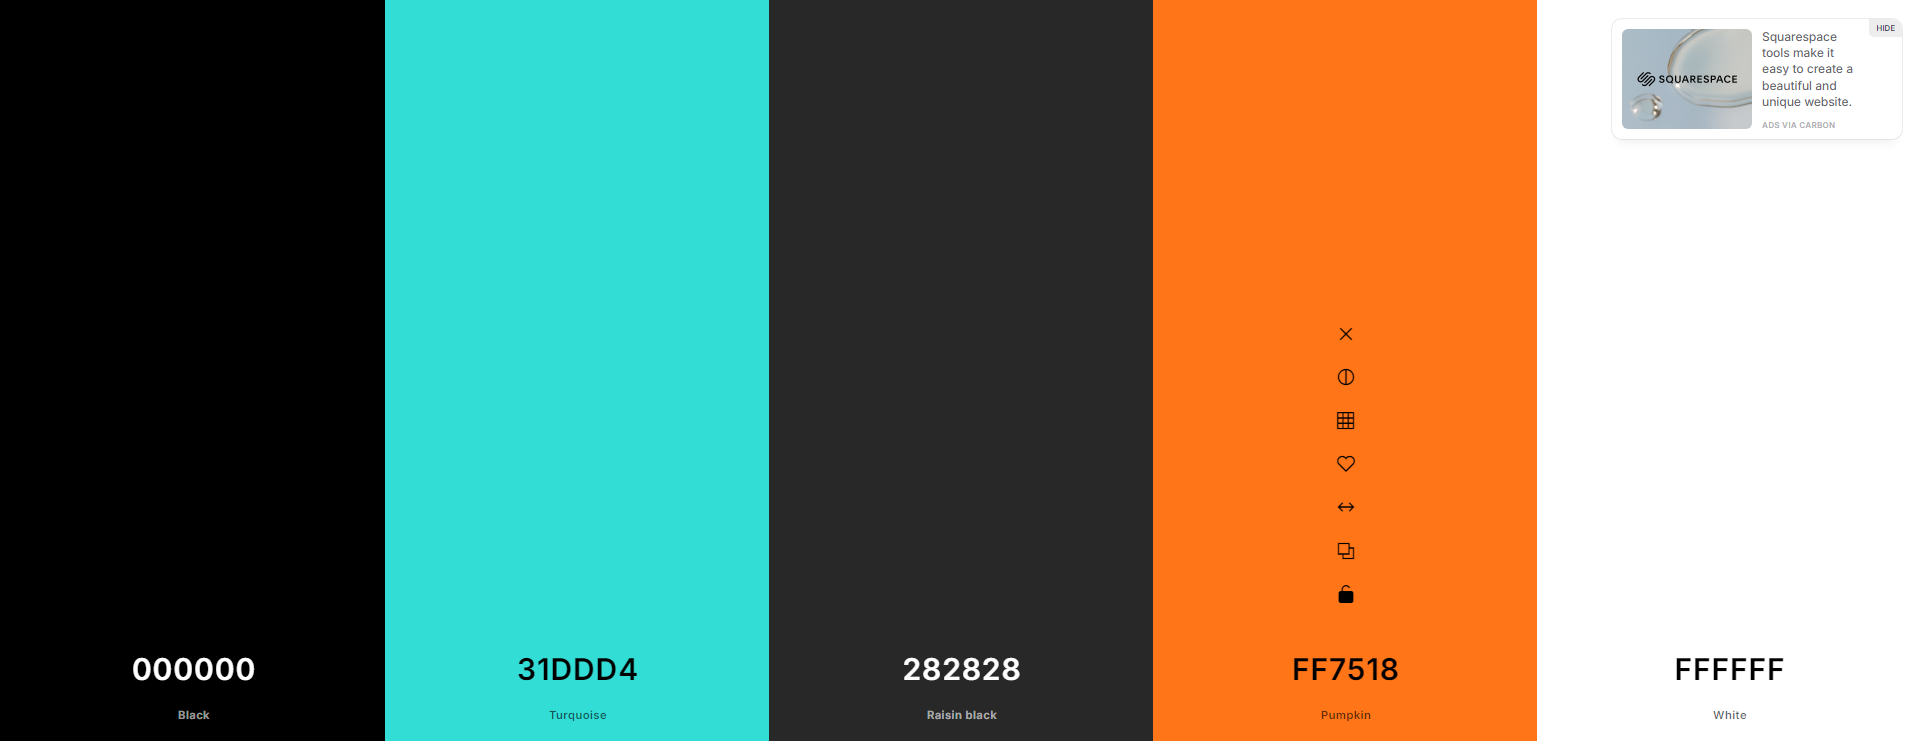 HIDE
Squarespace
tools make it
easy to create a
beautiful and
unique website.
SQUARESPACE
ADS VIA CARBON
000000
31DDD4
282828
FF7518
FFFFFF
Black
Turquoise
Raisin black
Pumpkin
White